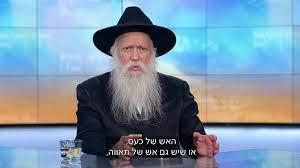 האש של כעס,
או שיש גם אש של תאווה,